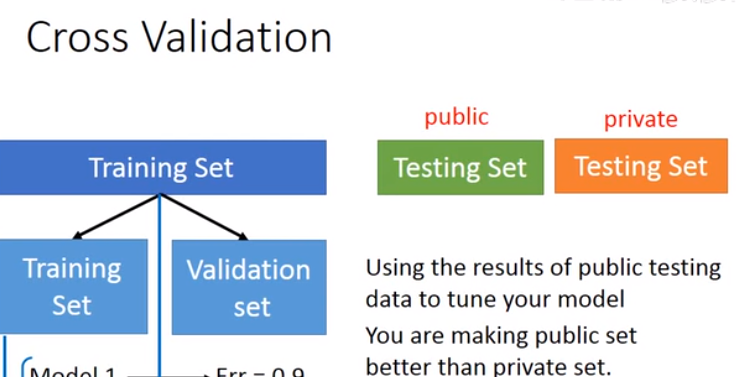 Cross Validation
public
private
Training Set
Testing Set
Testing Set
Training
Set
Validation
set
Using the results of public testing
data to tune your model
You are making public set
better than private set.
Model 1
Err = 0.9